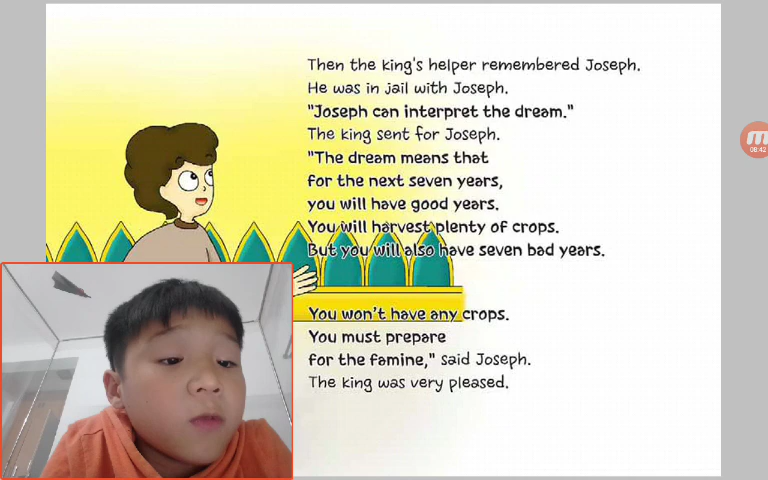 Then the king's helper remembered Joseph.
He was in jail with Joseph.
"Joseph can interpret the dream."
The king sent for Joseph.
"The dream means that
for the next seven years,
you will have good years.
You will harvest plenty of crops.
But you will also have seven bad years.
You won't have any crops.
You must prepare
for the famine," said Joseph.
The king was very pleased.
08:42